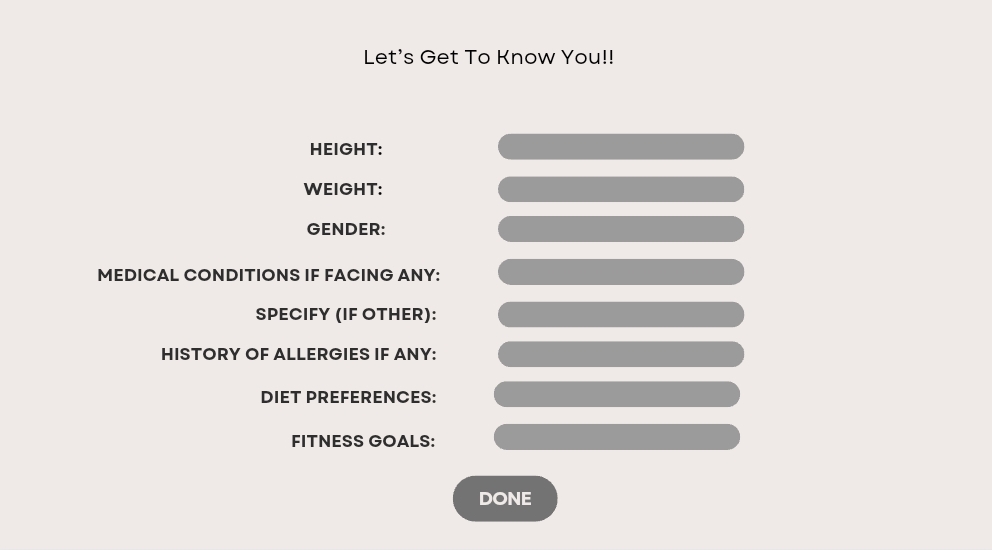 Let's Get To Know You!!
HEIGHT:
WEIGHT:
GENDER:
MEDICAL CONDITIONS IF FACING ANY:
SPECIFY (IF OTHER):
HISTORY OF ALLERGIES IF ANY:
DIET PREFERENCES:
FITNESS GOALS:
DONE